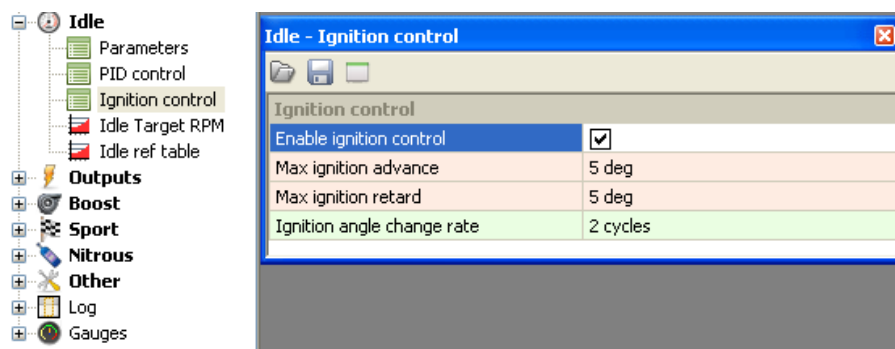 Idle
Parameters
PID control
Ignition control
Idle Target RPM
Idle ref table
Outputs
Boost
Sport
Nitrous
Other
Log
Gauges
Idle - Ignition control
Ignition control
Enable ignition control
Max ignition advance 5 deg
Max ignition retard 5 deg
Ignition angle change rate 2 cycles